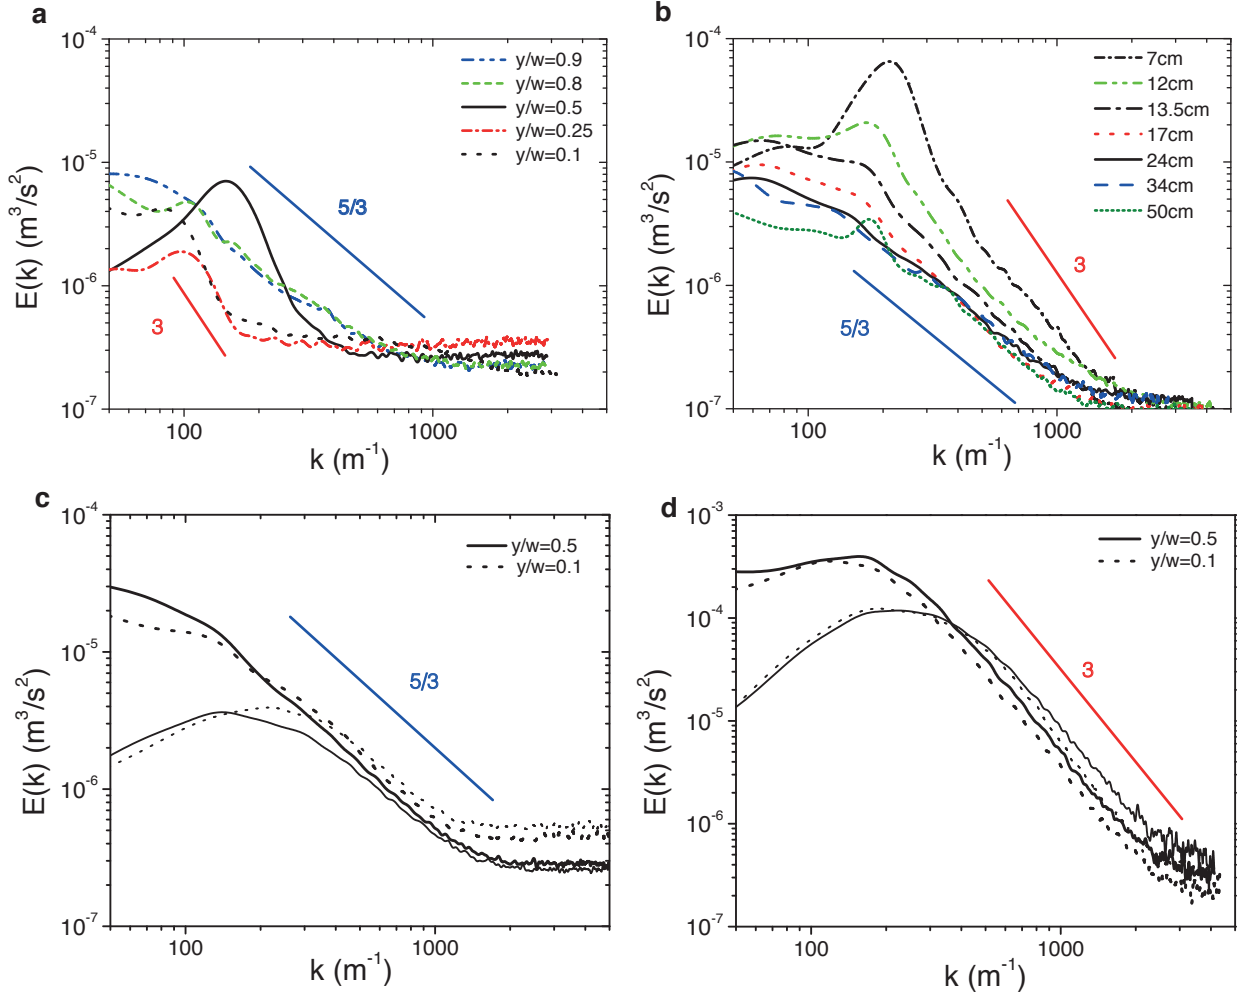 a
10^-4
10^-5
10^-6
10^-7
E(k) (m^3/s^2)
y/w=0.9
y/w=0.8
y/w=0.5
y/w=0.25
y/w=0.1
5/3
3
100
1000
k (m^-1)
b
10^-4
10^-5
10^-6
10^-7
E(k) (m^3/s^2)
7cm
12cm
13.5cm
17cm
24cm
34cm
50cm
3
5/3
100
1000
k (m^-1)
c
10^-4
10^-5
10^-6
10^-7
E(k) (m^3/s^2)
y/w=0.5
y/w=0.1
5/3
100
1000
k (m^-1)
d
10^-3
10^-4
10^-5
10^-6
10^-7
E(k) (m^3/s^2)
y/w=0.5
y/w=0.1
3
100
1000
k (m^-1)